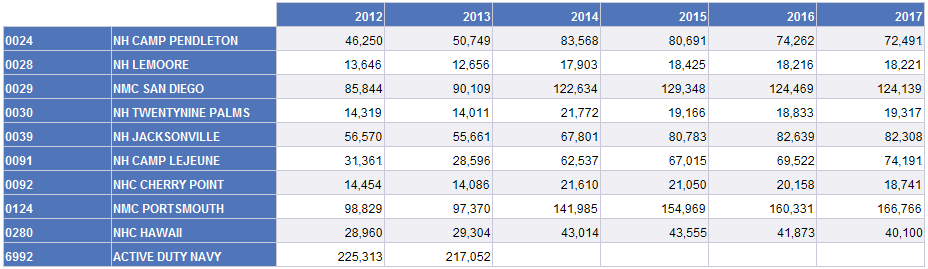 2012 2013 2014 2015 2016 2017
0024 NH CAMP PENDLETON 46,250 50,749 83,568 80,691 74,262 72,491
0028 NH LEMOORE 13,646 12,656 17,903 18,425 18,216 18,221
0029 NMC SAN DIEGO 85,844 90,109 122,634 129,348 124,469 124,139
0030 NH TWENTYNINE PALMS 14,319 14,011 21,772 19,166 18,833 19,317
0039 NH JACKSONVILLE 56,570 55,661 67,801 80,783 82,639 82,308
0091 NH CAMP LEJEUNE 31,361 28,596 62,537 67,015 69,522 74,191
0092 NHC CHERRY POINT 14,454 14,086 21,610 21,050 20,158 18,741
0124 NMC PORTSMOUTH 98,829 97,370 141,985 154,969 160,331 166,766
0280 NHC HAWAII 28,960 29,304 43,014 43,555 41,873 40,100
6992 ACTIVE DUTY NAVY 225,313 217,052